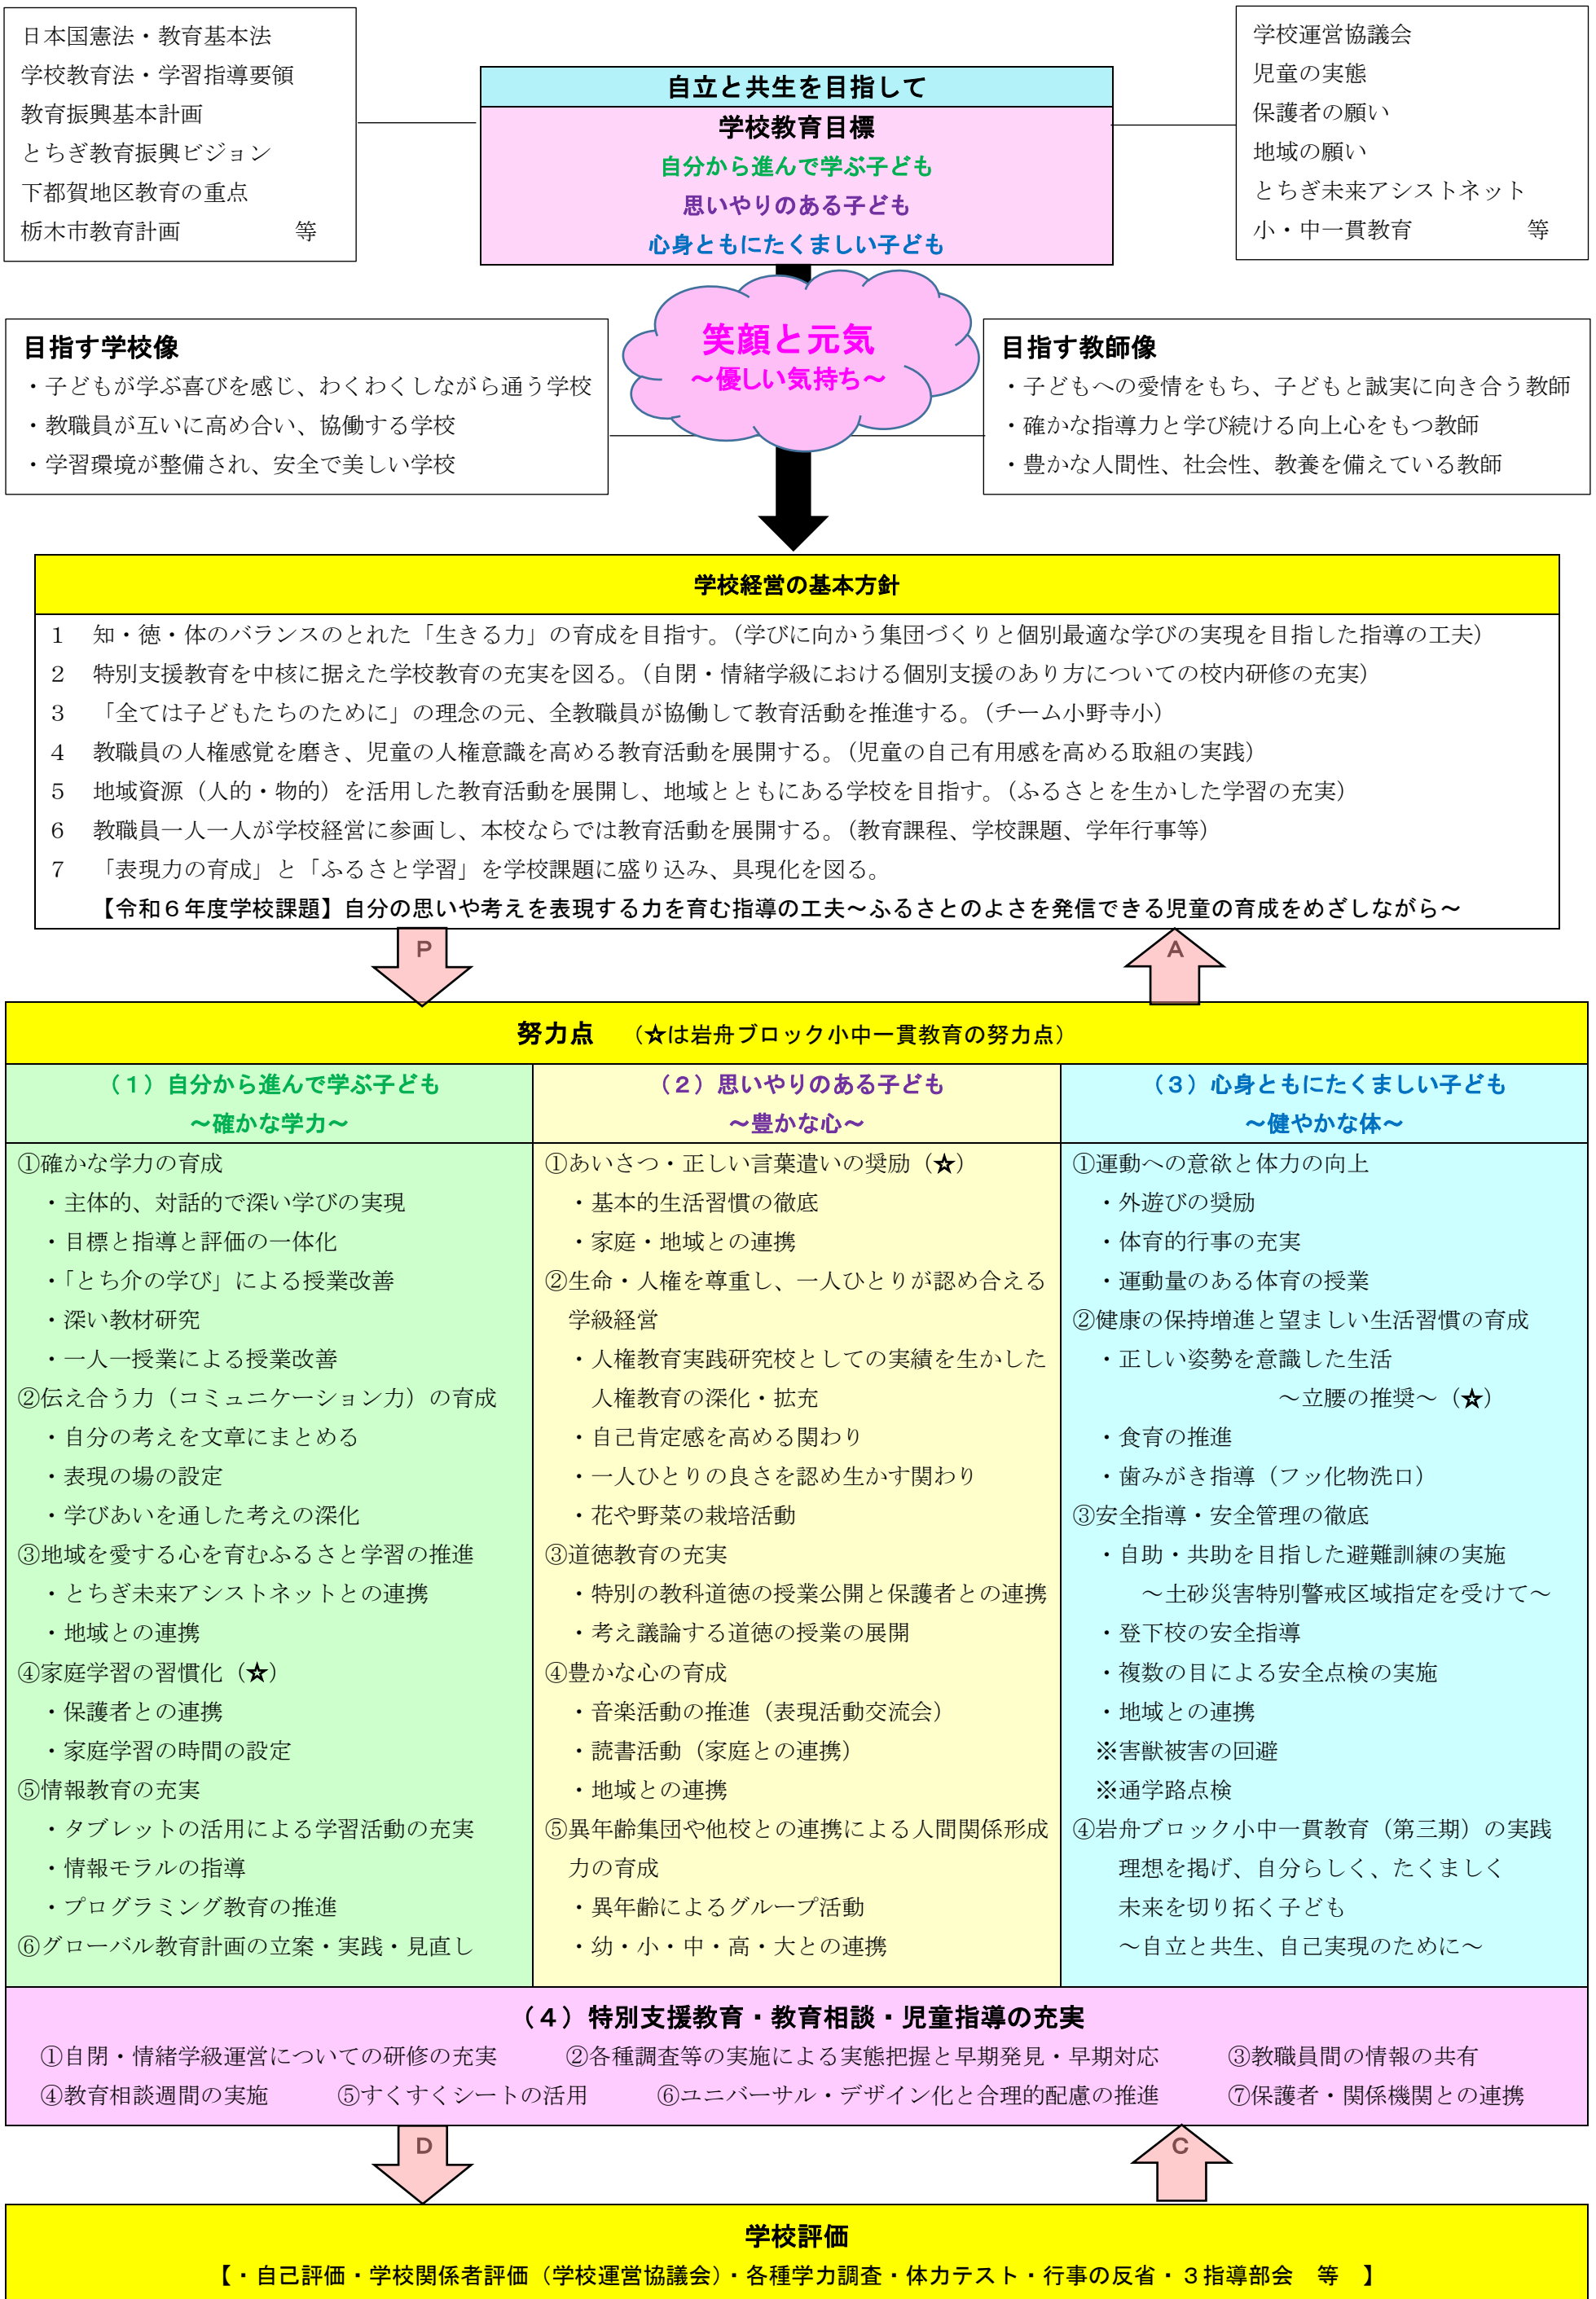 日本国憲法・教育基本法
学校教育法・学習指導要領
教育振興基本計画
とちぎ教育振興ビジョン
下都賀地区教育の重点
栃木市教育計画　　　　　等
自立と共生を目指して
学校教育目標
自分から進んで学ぶ子ども
思いやりのある子ども
心身ともにたくましい子ども
学校運営協議会
児童の実態
保護者の願い
地域の願い
とちぎ未来アシストネット
小・中一貫教育　　　　　等
目指す学校像
・子どもが学ぶ喜びを感じ、わくわくしながら通う学校
・教職員が互いに高め合い、協働する学校
・学習環境が整備され、安全で美しい学校
笑顔と元気
～優しい気持ち～
目指す教師像
・子どもへの愛情をもち、子どもと誠実に向き合う教師
・確かな指導力と学び続ける向上心をもつ教師
・豊かな人間性、社会性、教養を備えている教師
学校経営の基本方針
１　知・徳・体のバランスのとれた「生きる力」の育成を目指す。（学びに向かう集団づくりと個別最適な学びの実現を目指した指導の工夫）
２　特別支援教育を中核に据えた学校教育の充実を図る。（自閉・情緒学級における個別支援のあり方についての校内研修の充実）
３　「全ては子どもたちのために」の理念の元、全教職員が協働して教育活動を推進する。（チーム小野寺小）
４　教職員の人権感覚を磨き、児童の人権意識を高める教育活動を展開する。（児童の自己有用感を高める取組の実践）
５　地域資源（人的・物的）を活用した教育活動を展開し、地域とともにある学校を目指す。（ふるさとを生かした学習の充実）
６　教職員一人一人が学校経営に参画し、本校ならでは教育活動を展開する。（教育課程、学校課題、学年行事等）
７　「表現力の育成」と「ふるさと学習」を学校課題に盛り込み、具現化を図る。
【令和６年度学校課題】自分の思いや考えを表現する力を育む指導の工夫～ふるさとのよさを発信できる児童の育成をめざしながら～
P
A
努力点　（☆は岩舟ブロック小中一貫教育の努力点）
（１）自分から進んで学ぶ子ども
～確かな学力～
①確かな学力の育成
・主体的、対話的で深い学びの実現
・目標と指導と評価の一体化
・「とち介の学び」による授業改善
・深い教材研究
・一人一授業による授業改善
②伝え合う力（コミュニケーション力）の育成
・自分の考えを文章にまとめる
・表現の場の設定
・学びあいを通した考えの深化
③地域を愛する心を育むふるさと学習の推進
・とちぎ未来アシストネットとの連携
・地域との連携
④家庭学習の習慣化（☆）
・保護者との連携
・家庭学習の時間の設定
⑤情報教育の充実
・タブレットの活用による学習活動の充実
・情報モラルの指導
・プログラミング教育の推進
⑥グローバル教育計画の立案・実践・見直し
（２）思いやりのある子ども
～豊かな心～
①あいさつ・正しい言葉遣いの奨励（☆）
・基本的生活習慣の徹底
・家庭・地域との連携
②生命・人権を尊重し、一人ひとりが認め合える
学級経営
・人権教育実践研究校としての実績を生かした
人権教育の深化・拡充
・自己肯定感を高める関わり
・一人ひとりの良さを認め生かす関わり
・花や野菜の栽培活動
③道徳教育の充実
・特別の教科道徳の授業公開と保護者との連携
・考え議論する道徳の授業の展開
④豊かな心の育成
・音楽活動の推進（表現活動交流会）
・読書活動（家庭との連携）
・地域との連携
⑤異年齢集団や他校との連携による人間関係形成
力の育成
・異年齢によるグループ活動
・幼・小・中・高・大との連携
（３）心身ともにたくましい子ども
～健やかな体～
①運動への意欲と体力の向上
・外遊びの奨励
・体育的行事の充実
・運動量のある体育の授業
②健康の保持増進と望ましい生活習慣の育成
・正しい姿勢を意識した生活
～立腰の推奨～（☆）
・食育の推進
・歯みがき指導（フッ化物洗口）
③安全指導・安全管理の徹底
・自助・共助を目指した避難訓練の実施
～土砂災害特別警戒区域指定を受けて～
・登下校の安全指導
・複数の目による安全点検の実施
・地域との連携
※害獣被害の回避
※通学路点検
④岩舟ブロック小中一貫教育（第三期）の実践
理想を掲げ、自分らしく、たくましく
未来を切り拓く子ども
～自立と共生、自己実現のために～
（４）特別支援教育・教育相談・児童指導の充実
①自閉・情緒学級運営についての研修の充実　　　②各種調査等の実施による実態把握と早期発見・早期対応　　　③教職員間の情報の共有
④教育相談週間の実施　　　⑤すくすくシートの活用　　　⑥ユニバーサル・デザイン化と合理的配慮の推進　　　⑦保護者・関係機関との連携
D
C
学校評価
【・自己評価・学校関係者評価（学校運営協議会）・各種学力調査・体力テスト・行事の反省・３指導部会　等　】